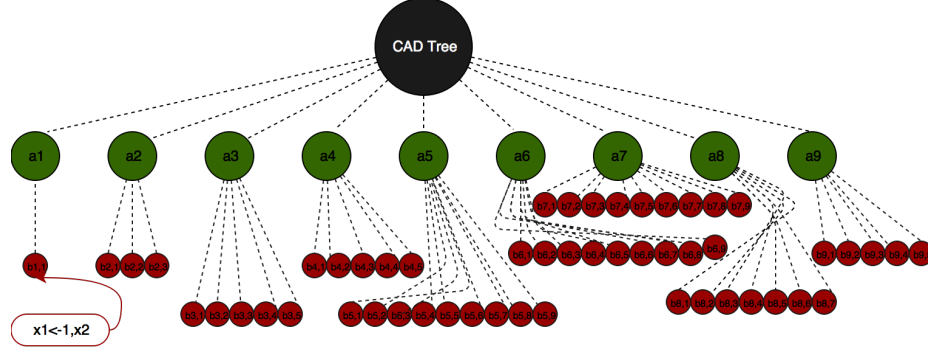 CAD Tree
a1 a2 a3 a4 a5 a6 a7 a8 a9
b7,1 b7,2 b7,3 b7,4 b7,5 b7,6 b7,7 b7,8 b7,9
b6,1 b6,2 b6,3 b6,4 b6,5 b6,6 b6,7 b6,8 b6,9
b9,1 b9,2 b9,3 b9,4
b1,1
b2,1 b2,2 b2,3
b4,1 b4,2 b4,3 b4,4 b4,5
b8,1 b8,2 b8,3 b8,4 b8,5 b8,6 b8,7
b3,1 b3,2 b3,3 b3,4 b3,5
b5,1 b5,2 b5,4 b5,5 b5,6 b5,7 b5,8 b5,9
x1<-1,x2